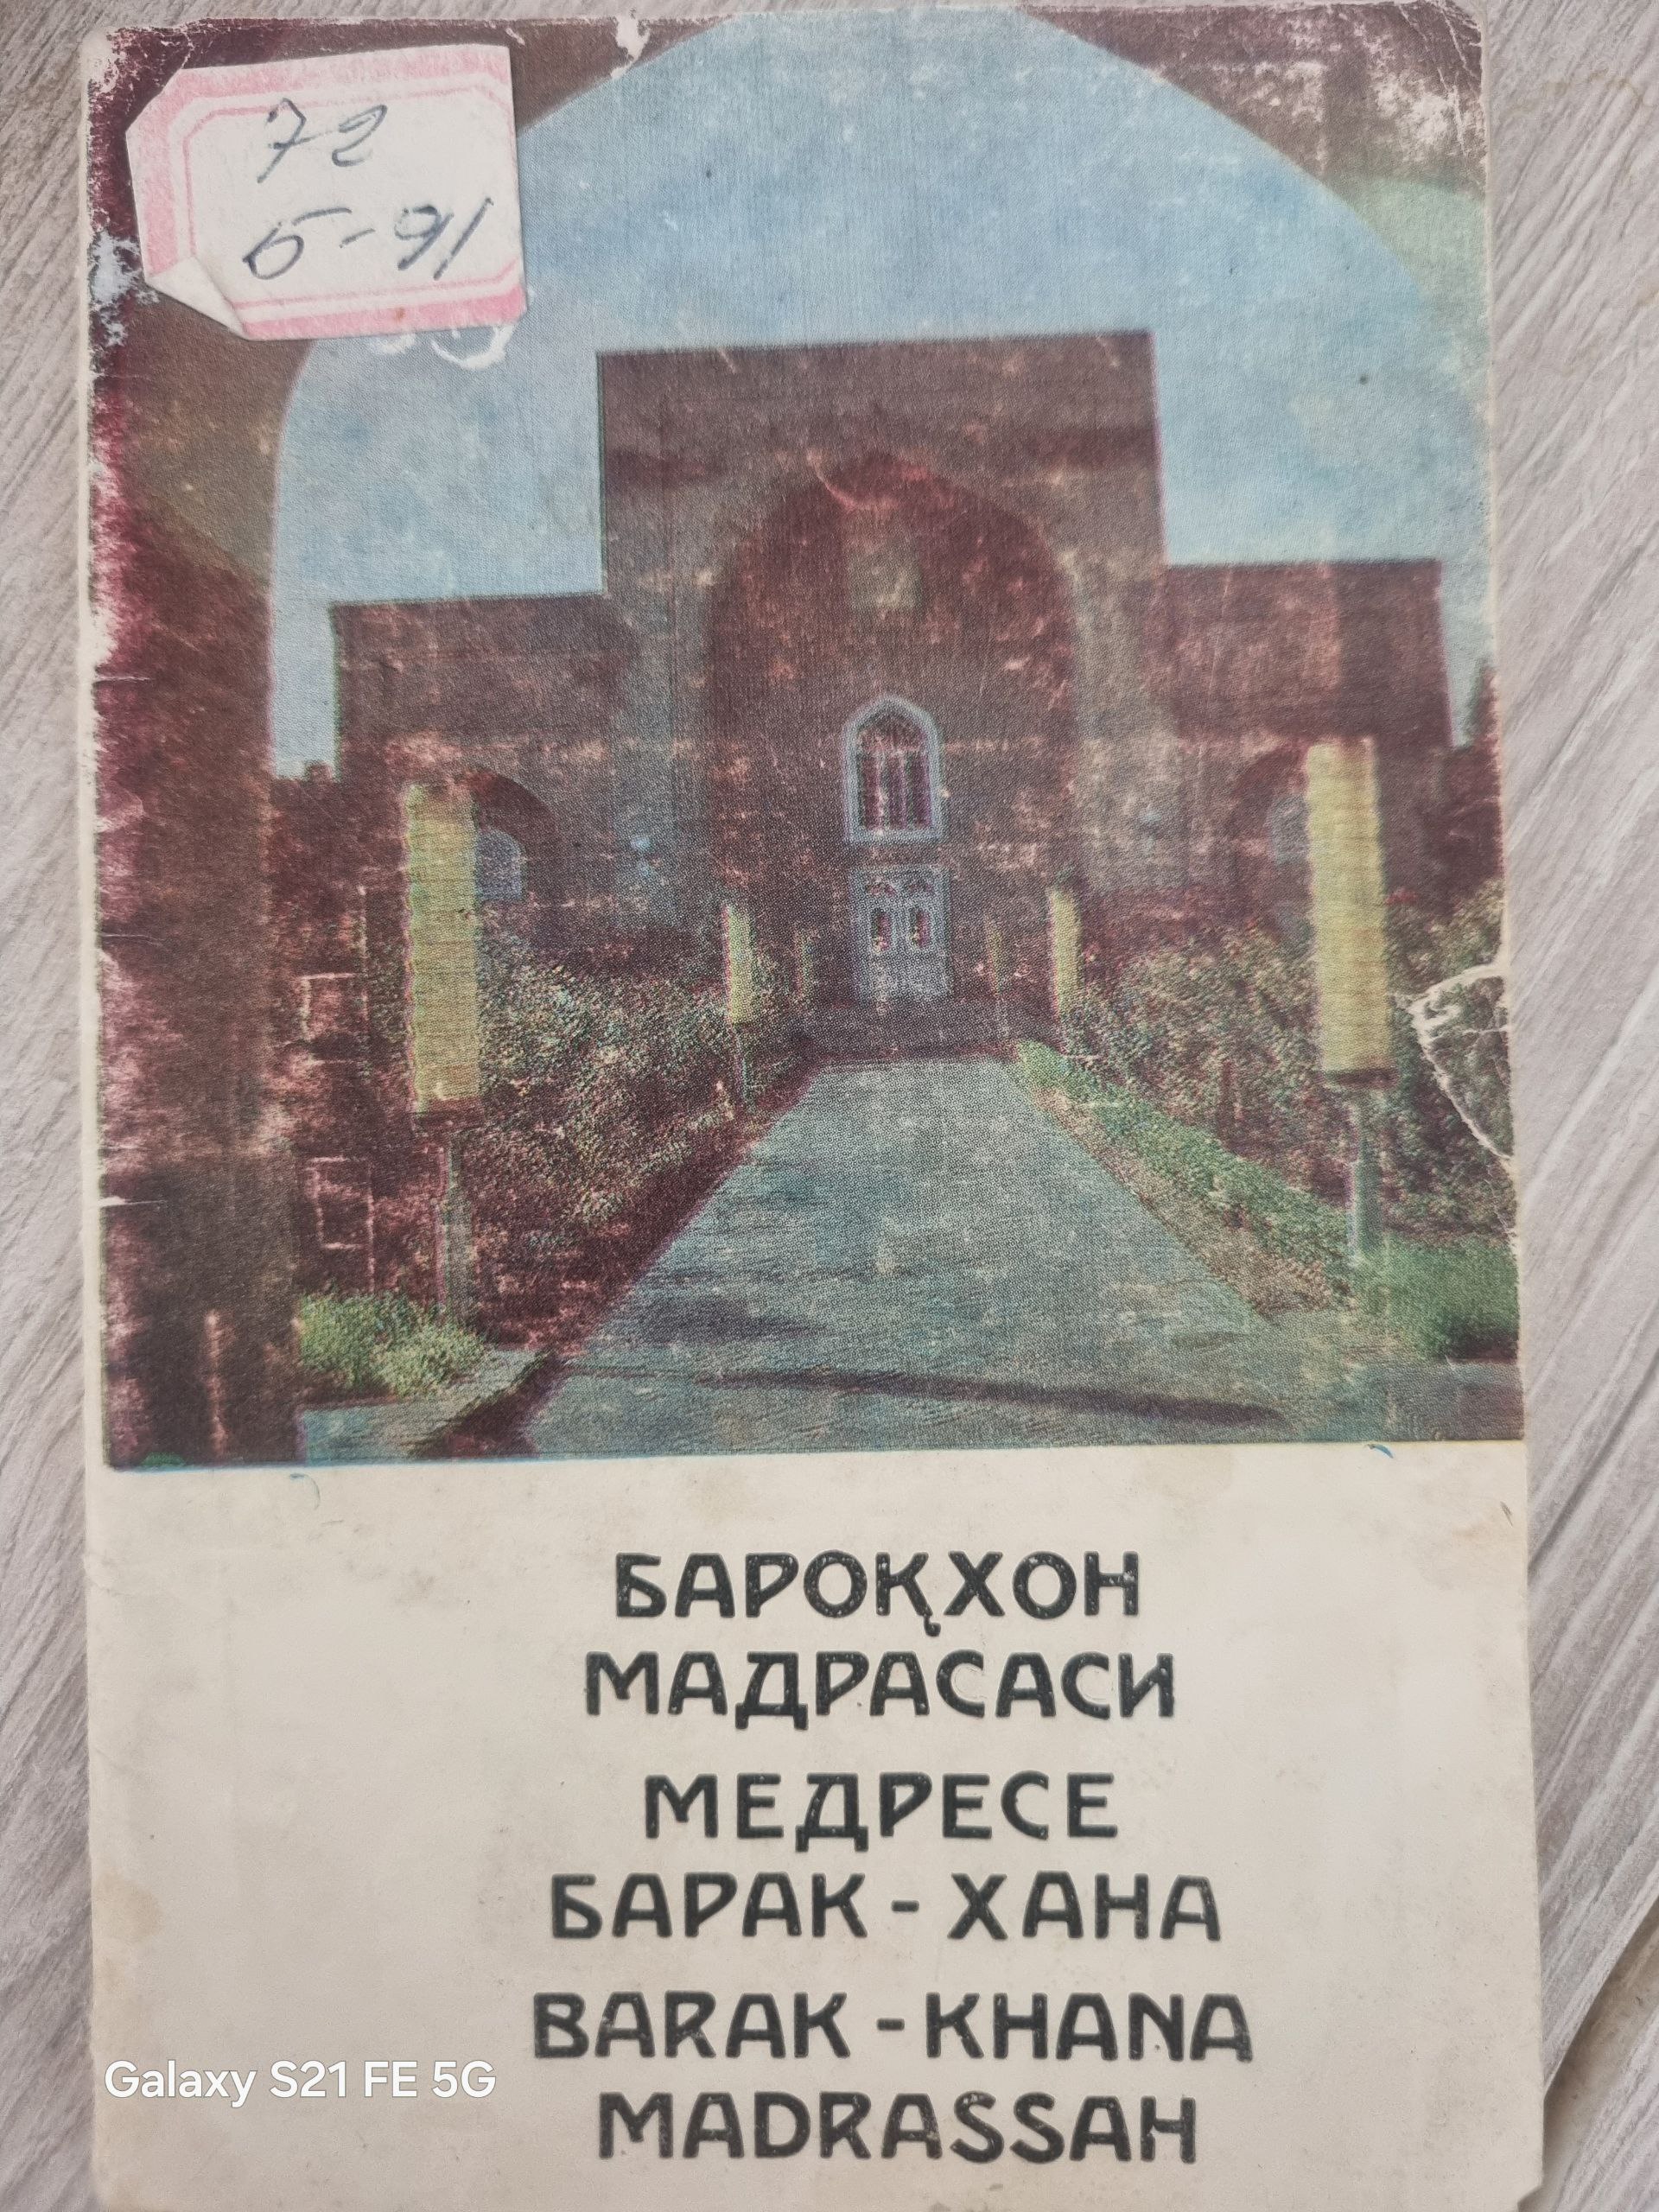 72
Б-91
БАРОҚХОН
МАДРАСАСИ
МЕДРЕСЕ
БАРАК - ХАНА
BARAK - KHANA
MADRASSAH
Galaxy S21 FE 5G